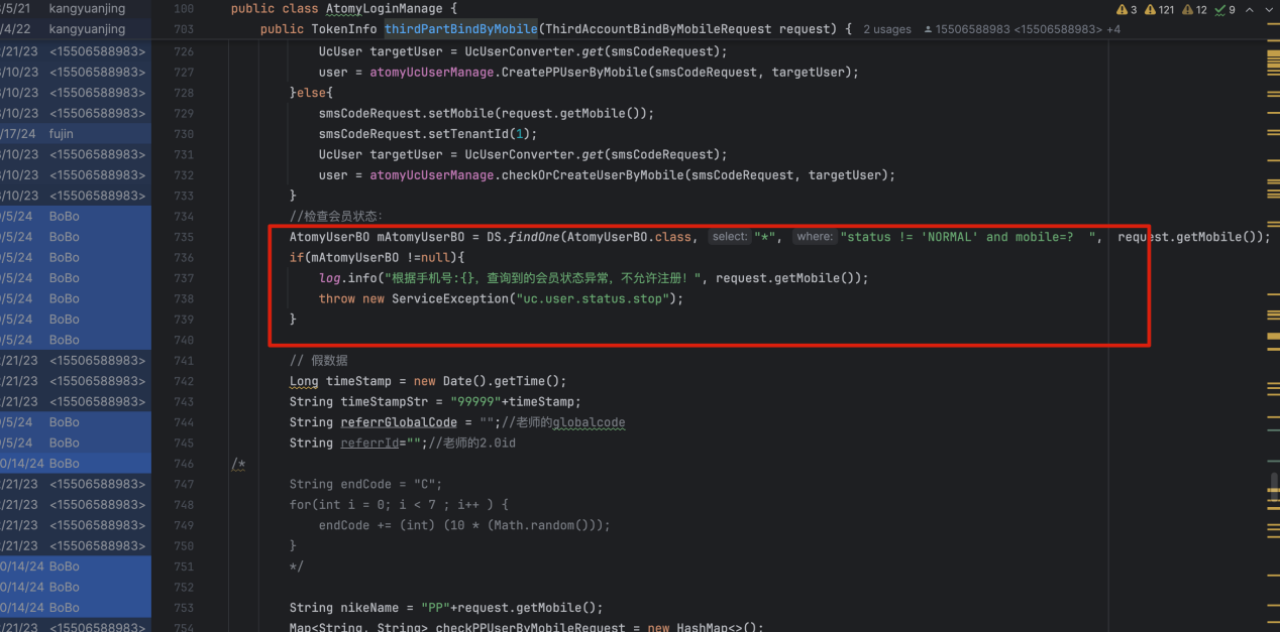 /5/21 kangyuanjing 100 public class AtomyLoginManage { 3 121 12 9
/4/22 kangyuanjing 703 public TokenInfo thirdPartBindByMobile(ThirdAccountBindByMobileRequest request) { 2 usages 15506588983 <15506588983> +4
/21/23 <15506588983> 726 UcUser targetUser = UcUserConverter.get(smsCodeRequest);
/10/23 <15506588983> 727 user = atomyUcUserManage.CreatePPUserByMobile(smsCodeRequest, targetUser);
/10/23 <15506588983> 728 }else{
/10/23 <15506588983> 729 smsCodeRequest.setMobile(request.getMobile());
/17/24 fujin 730 smsCodeRequest.setTenantId(1);
/10/23 <15506588983> 731 UcUser targetUser = UcUserConverter.get(smsCodeRequest);
/10/23 <15506588983> 732 user = atomyUcUserManage.checkOrCreateUserByMobile(smsCodeRequest, targetUser);
/10/23 <15506588983> 733 }
/5/24 BoBo 734 //检查会员状态：
/5/24 BoBo 735 AtomyUserBO mAtomyUserBO = DS.findOne(AtomyUserBO.class, select: "*", where: "status != 'NORMAL' and mobile=? ", request.getMobile());
/5/24 BoBo 736 if(mAtomyUserBO !=null){
/5/24 BoBo 737 log.info("根据手机号:{}，查询到的会员状态异常，不允许注册！", request.getMobile());
/5/24 BoBo 738 throw new ServiceException("uc.user.status.stop");
/5/24 BoBo 739 }
/5/24 BoBo 740
/21/23 <15506588983> 741 // 假数据
/21/23 <15506588983> 742 Long timeStamp = new Date().getTime();
/21/23 <15506588983> 743 String timeStampStr = "99999"+timeStamp;
/5/24 BoBo 744 String referrGlobalCode = "";//老师的globalcode
/5/24 BoBo 745 String referrId="";//老师的2.0id
0/14/24 BoBo 746 /*
/21/23 <15506588983> 747 String endCode = "C";
/21/23 <15506588983> 748 for(int i = 0; i < 7 ; i++ ) {
/21/23 <15506588983> 749 endCode += (int) (10 * (Math.random()));
/21/23 <15506588983> 750 }
0/14/24 BoBo 751 */
0/14/24 BoBo 752
0/14/24 BoBo 753 String nikeName = "PP"+request.getMobile();
/21/23 <15506588983> 754 Map<String, String> checkPPUserByMobileRequest = new HashMap<>();